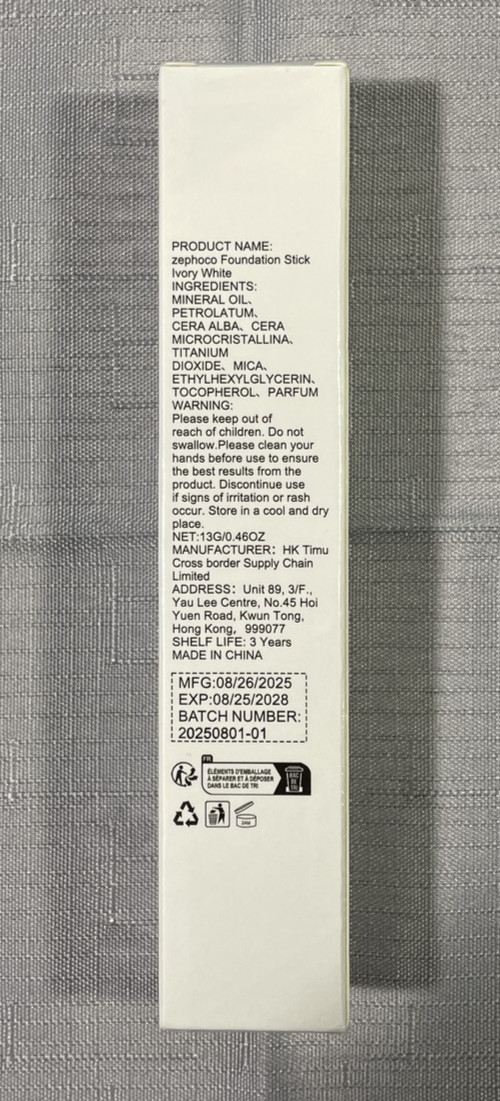 PRODUCT NAME:
zephoco Foundation Stick
Ivory White
INGREDIENTS:
MINERAL OIL、
PETROLATUM、
CERA ALBA、CERA
MICROCRISTALLINA、
TITANIUM
DIOXIDE、MICA、
ETHYLHEXYLGLYCERIN、
TOCOPHEROL、PARFUM
WARNING:
Please keep out of
reach of children. Do not
swallow.Please clean your
hands before use to ensure
the best results from the
product. Discontinue use
if signs of irritation or rash
occur. Store in a cool and dry
place.
NET:13G/0.46OZ
MANUFACTURER：HK Timu
Cross border Supply Chain
Limited
ADDRESS：Unit 89, 3/F.,
Yau Lee Centre, No.45 Hoi
Yuen Road, Kwun Tong,
Hong Kong，999077
SHELF LIFE: 3 Years
MADE IN CHINA
MFG:08/26/2025
EXP:08/25/2028
BATCH NUMBER:
20250801-01
FR
ÉLÉMENTS D'EMBALLAGE
À SÉPARER ET À DÉPOSER
DANS LE BAC DE TRI
BAC
DE
TRI
24M